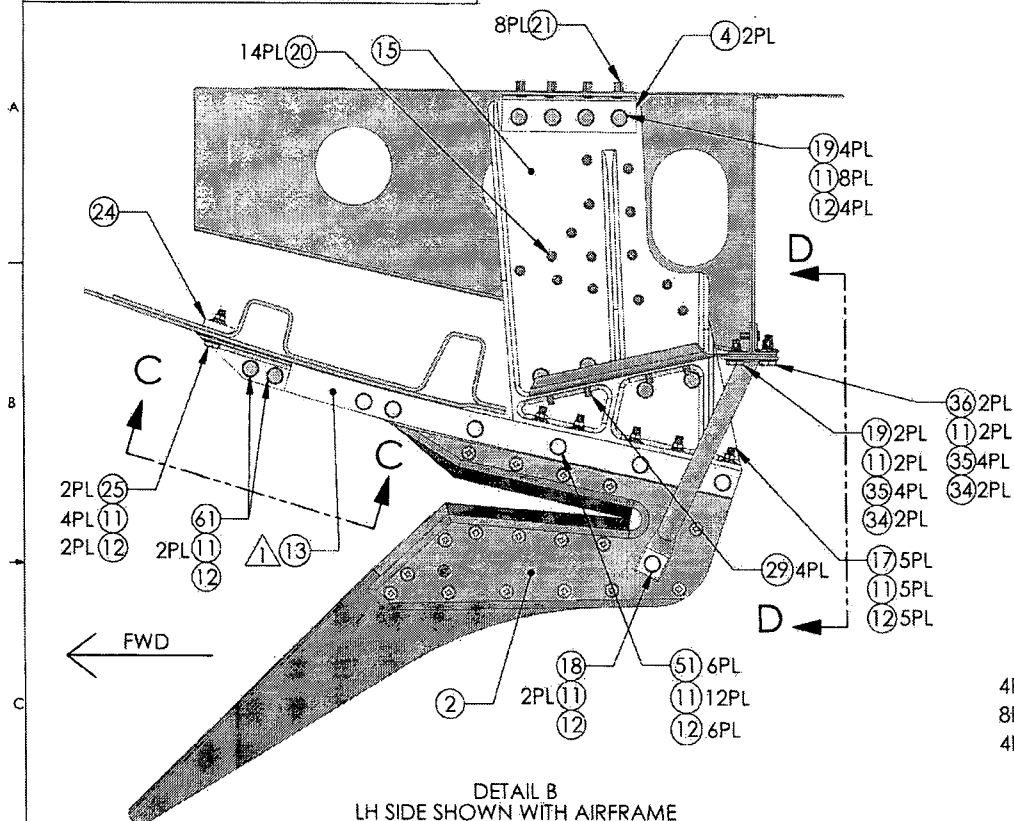 8PL 21
4 2PL
14PL 20
15
A
19 4PL
11 8PL
12 4PL
24
D
C
B
36 2PL
19 2PL
11 2PL
11 2PL
35 4PL
35 4PL
34 2PL
34 2PL
C
2PL 25
4PL 11
2PL 12
61
2PL 11
12
1 13
29 4PL
17 5PL
11 5PL
12 5PL
D
FWD
18
2PL 11
12
51 6PL
11 12PL
12 6PL
2
C
DETAIL B
LH SIDE SHOWN WITH AIRFRAME